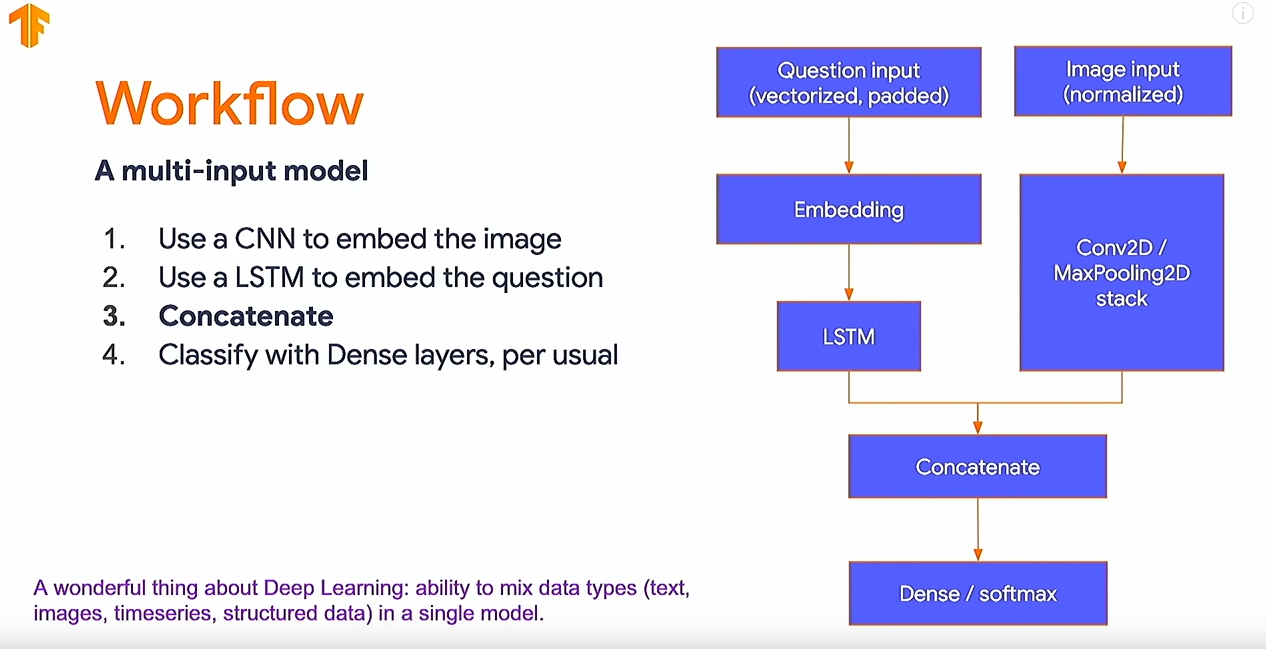 Workflow
A multi-input model
1. Use a CNN to embed the image
2. Use a LSTM to embed the question
3. Concatenate
4. Classify with Dense layers, per usual
A wonderful thing about Deep Learning: ability to mix data types (text,
images, timeseries, structured data) in a single model.
Question input
(vectorized, padded)
Image input
(normalized)
Embedding
Conv2D /
MaxPooling2D
stack
LSTM
Concatenate
Dense / softmax